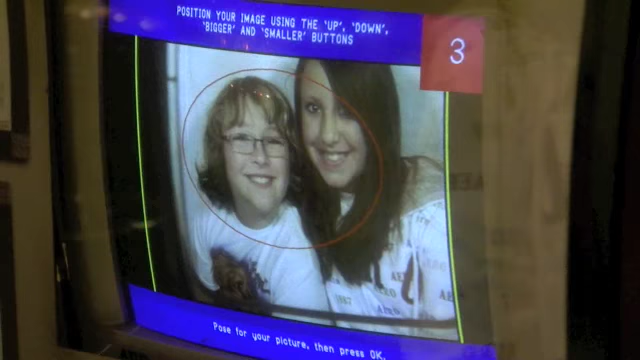 POSITION YOUR IMAGE USING THE 'UP', 'DOWN',
'BIGGER' AND 'SMALLER' BUTTONS
3
AERO
Pose for your picture, then press OK.